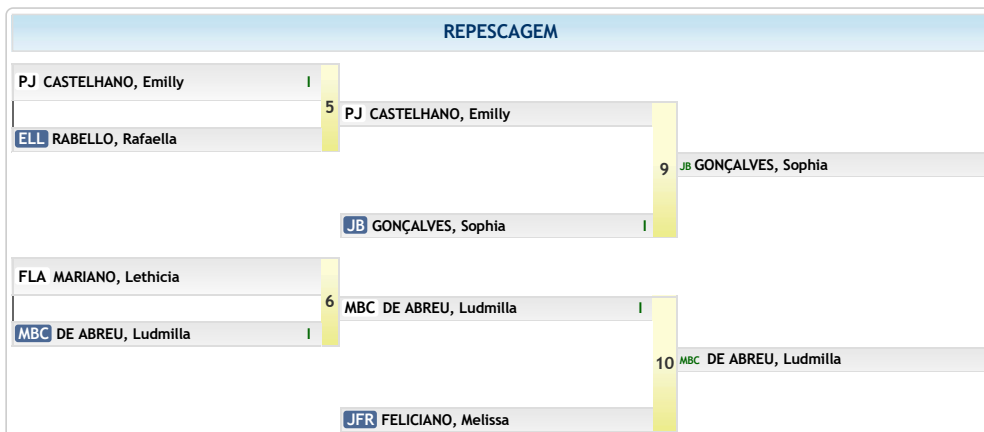 REPESCAGEM
PJ CASTELHANO, Emilly I
5
ELL RABELLO, Rafaella
PJ CASTELHANO, Emilly
9
JB GONÇALVES, Sophia
JB GONÇALVES, Sophia I
FLA MARIANO, Lethicia
6
MBC DE ABREU, Ludmilla I
MBC DE ABREU, Ludmilla I
10
MBC DE ABREU, Ludmilla
JFR FELICIANO, Melissa